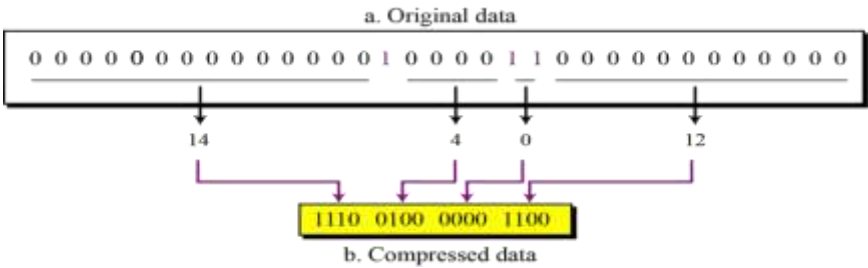 a. Original data
0 0 0 0 0 0 0 0 0 0 0 0 0 0 1 0 0 0 0 1 1 0 0 0 0 0 0 0 0 0 0 0 0
14 4 0 12
1110 0100 0000 1100
b. Compressed data